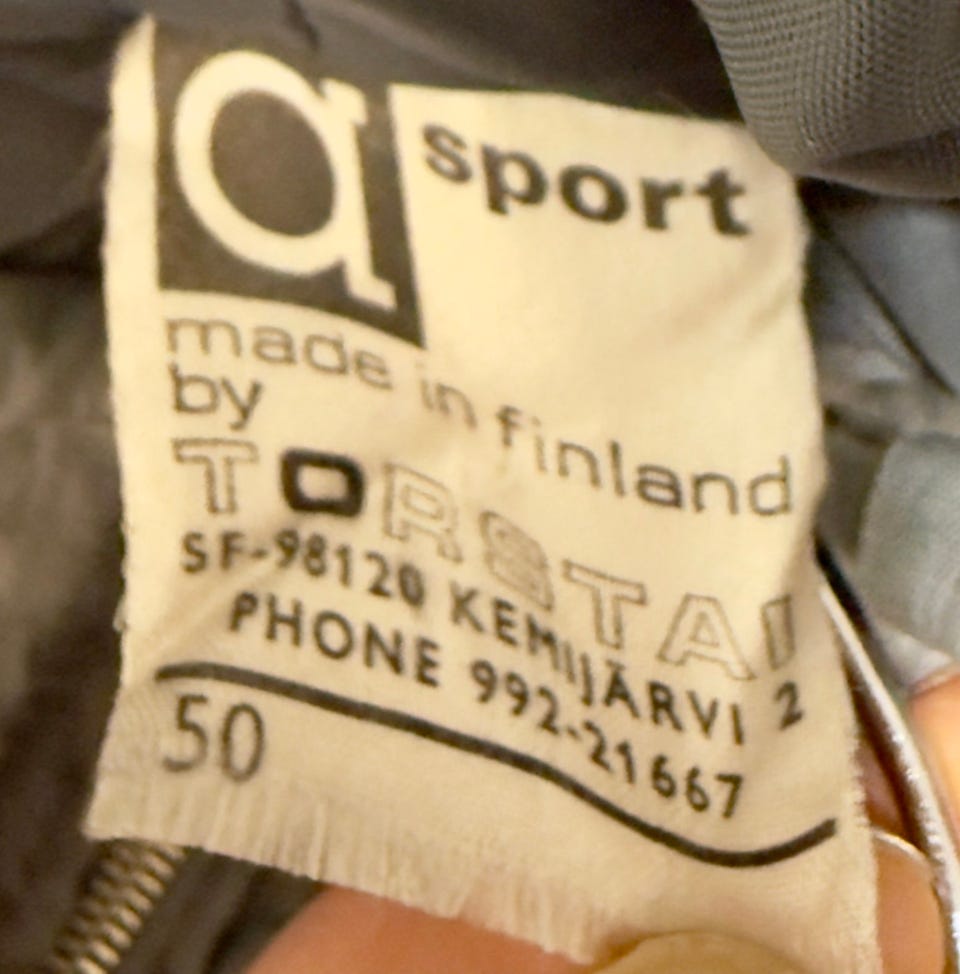 a sport
made in finland
by
TORSTAI
SF-98120 KEMIJÄRVI 2
PHONE 992-21667
50